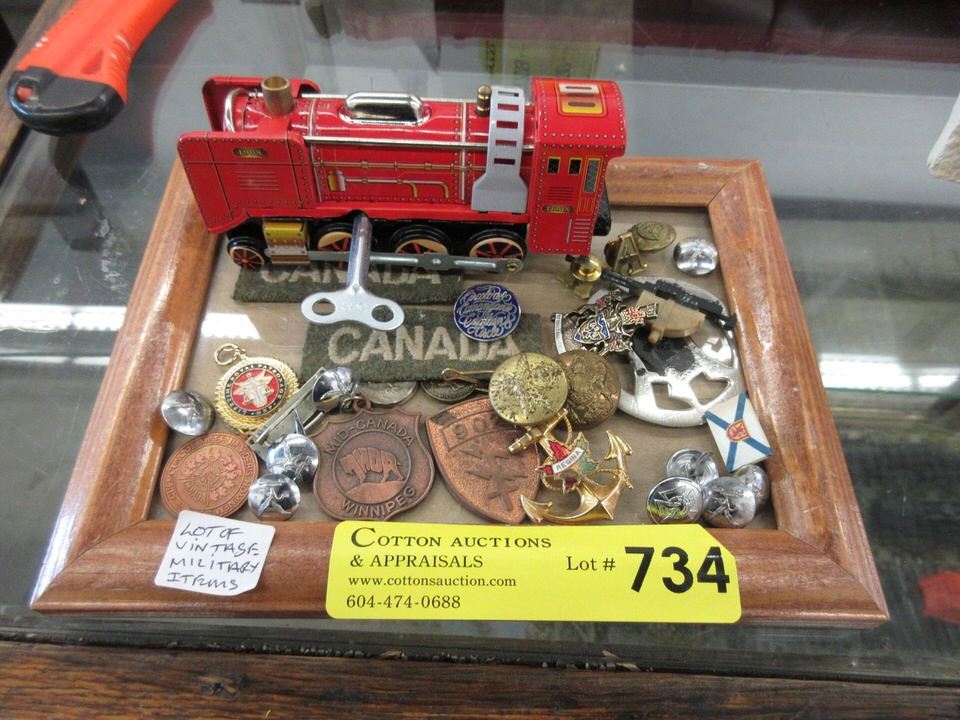 CANADA
CANADA
MID-CANADA
WINNIPEG
REGINA
LOT OF
VINTAGE
MILITARY
ITEMS
COTTON AUCTIONS
& APPRAISALS
www.cottonsauction.com
604-474-0688
Lot # 734